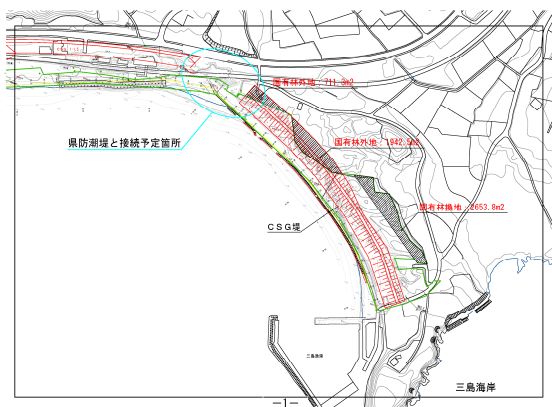 国有林外地：711.3m2
県防潮堤と接続予定箇所
国有林外地：1942.5m2
国有林摘地：2653.8m2
CSG堤
三島海岸
三島海岸
-1-